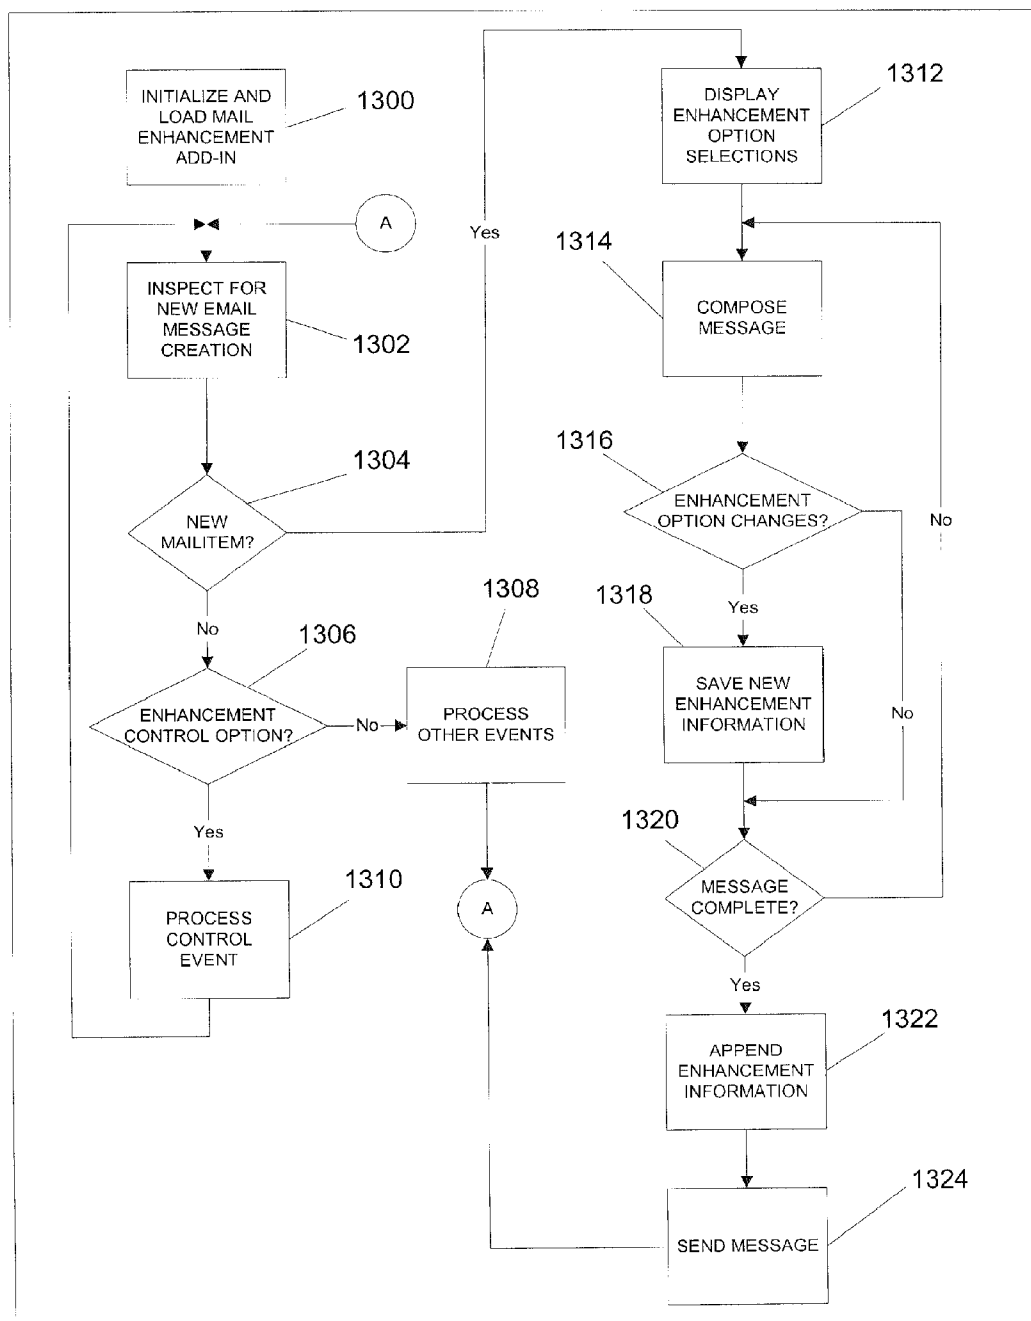 INITIALIZE AND
LOAD MAIL
ENHANCEMENT
ADD-IN
1300
A
INSPECT FOR
NEW EMAIL
MESSAGE
CREATION
1302
1304
NEW
MAILITEM?
Yes
No
1306
ENHANCEMENT
CONTROL OPTION?
No
1308
PROCESS
OTHER EVENTS
Yes
1310
PROCESS
CONTROL
EVENT
A
1312
DISPLAY
ENHANCEMENT
OPTION
SELECTIONS
1314
COMPOSE
MESSAGE
1316
ENHANCEMENT
OPTION CHANGES?
No
Yes
1318
SAVE NEW
ENHANCEMENT
INFORMATION
No
1320
MESSAGE
COMPLETE?
Yes
1322
APPEND
ENHANCEMENT
INFORMATION
1324
SEND MESSAGE